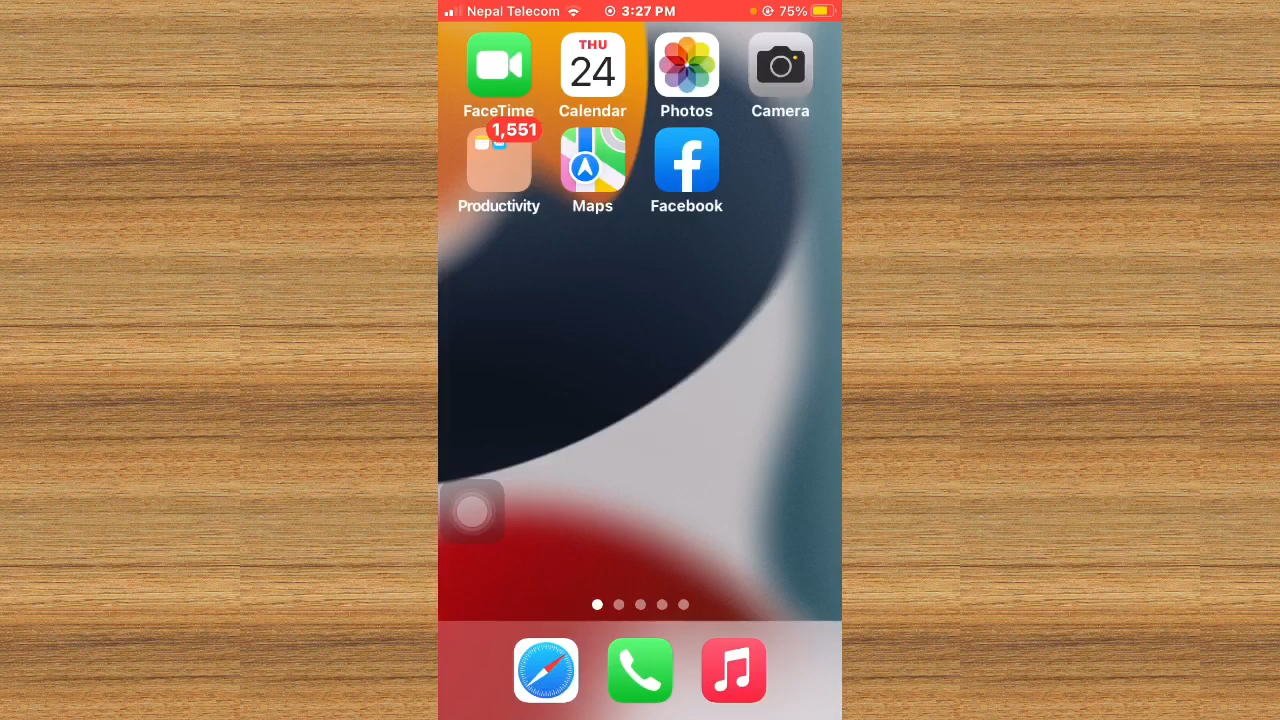 Nepal Telecom 3:27 PM 75%
THU
24
FaceTime Calendar Photos Camera
1,551
Productivity Maps Facebook